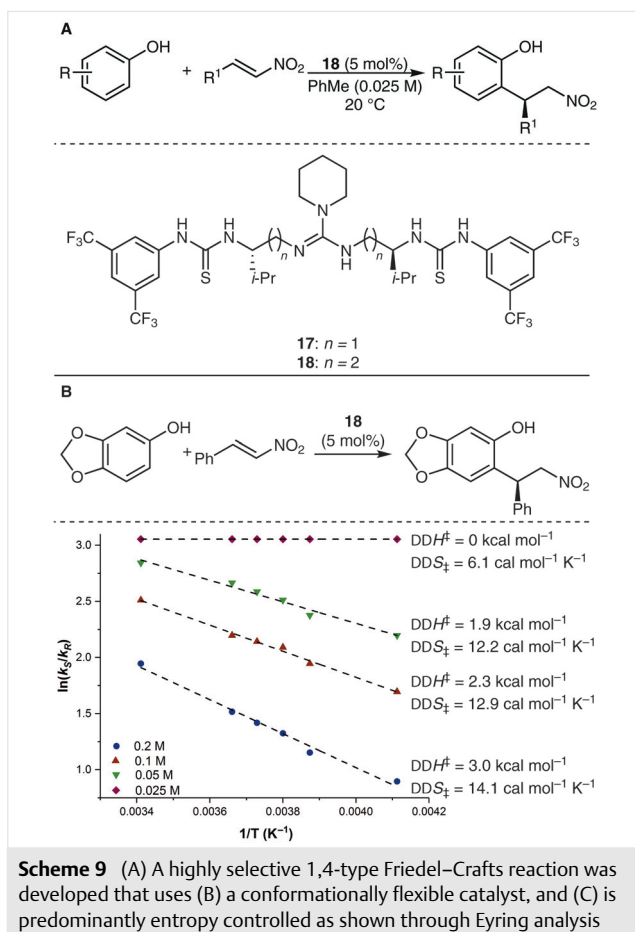 A
R
OH
+
R¹
NO₂
18 (5 mol%)
PhMe (0.025 M)
20 °C
R
OH
NO₂
R¹
F₃C
CF₃
H
N
S
H
N
i-Pr
( )n
N
N
N
H
( )n
i-Pr
H
N
S
H
N
CF₃
CF₃
17: n = 1
18: n = 2
B
O
O
OH
+
Ph
NO₂
18
(5 mol%)
O
O
OH
NO₂
Ph
ln(kS/kR)
3.0
2.5
2.0
1.5
1.0
DDH‡ = 0 kcal mol⁻¹
DDS‡ = 6.1 cal mol⁻¹ K⁻¹
DDH‡ = 1.9 kcal mol⁻¹
DDS‡ = 12.2 cal mol⁻¹ K⁻¹
DDH‡ = 2.3 kcal mol⁻¹
DDS‡ = 12.9 cal mol⁻¹ K⁻¹
DDH‡ = 3.0 kcal mol⁻¹
DDS‡ = 14.1 cal mol⁻¹ K⁻¹
0.2 M
0.1 M
0.05 M
0.025 M
0.0034 0.0036 0.0038 0.0040 0.0042
1/T (K⁻¹)
Scheme 9 (A) A highly selective 1,4-type Friedel–Crafts reaction was
developed that uses (B) a conformationally flexible catalyst, and (C) is
predominantly entropy controlled as shown through Eyring analysis